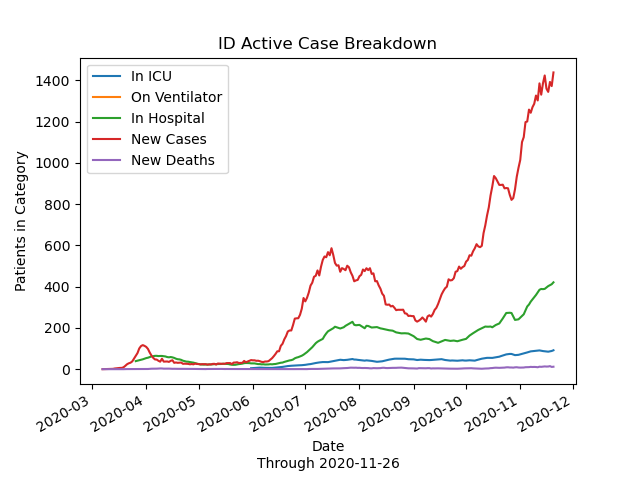 ID Active Case Breakdown
In ICU
On Ventilator
In Hospital
New Cases
New Deaths
Patients in Category
1400
1200
1000
800
600
400
200
0
2020-03
2020-04
2020-05
2020-06
2020-07
2020-08
2020-09
2020-10
2020-11
2020-12
Date
Through 2020-11-26